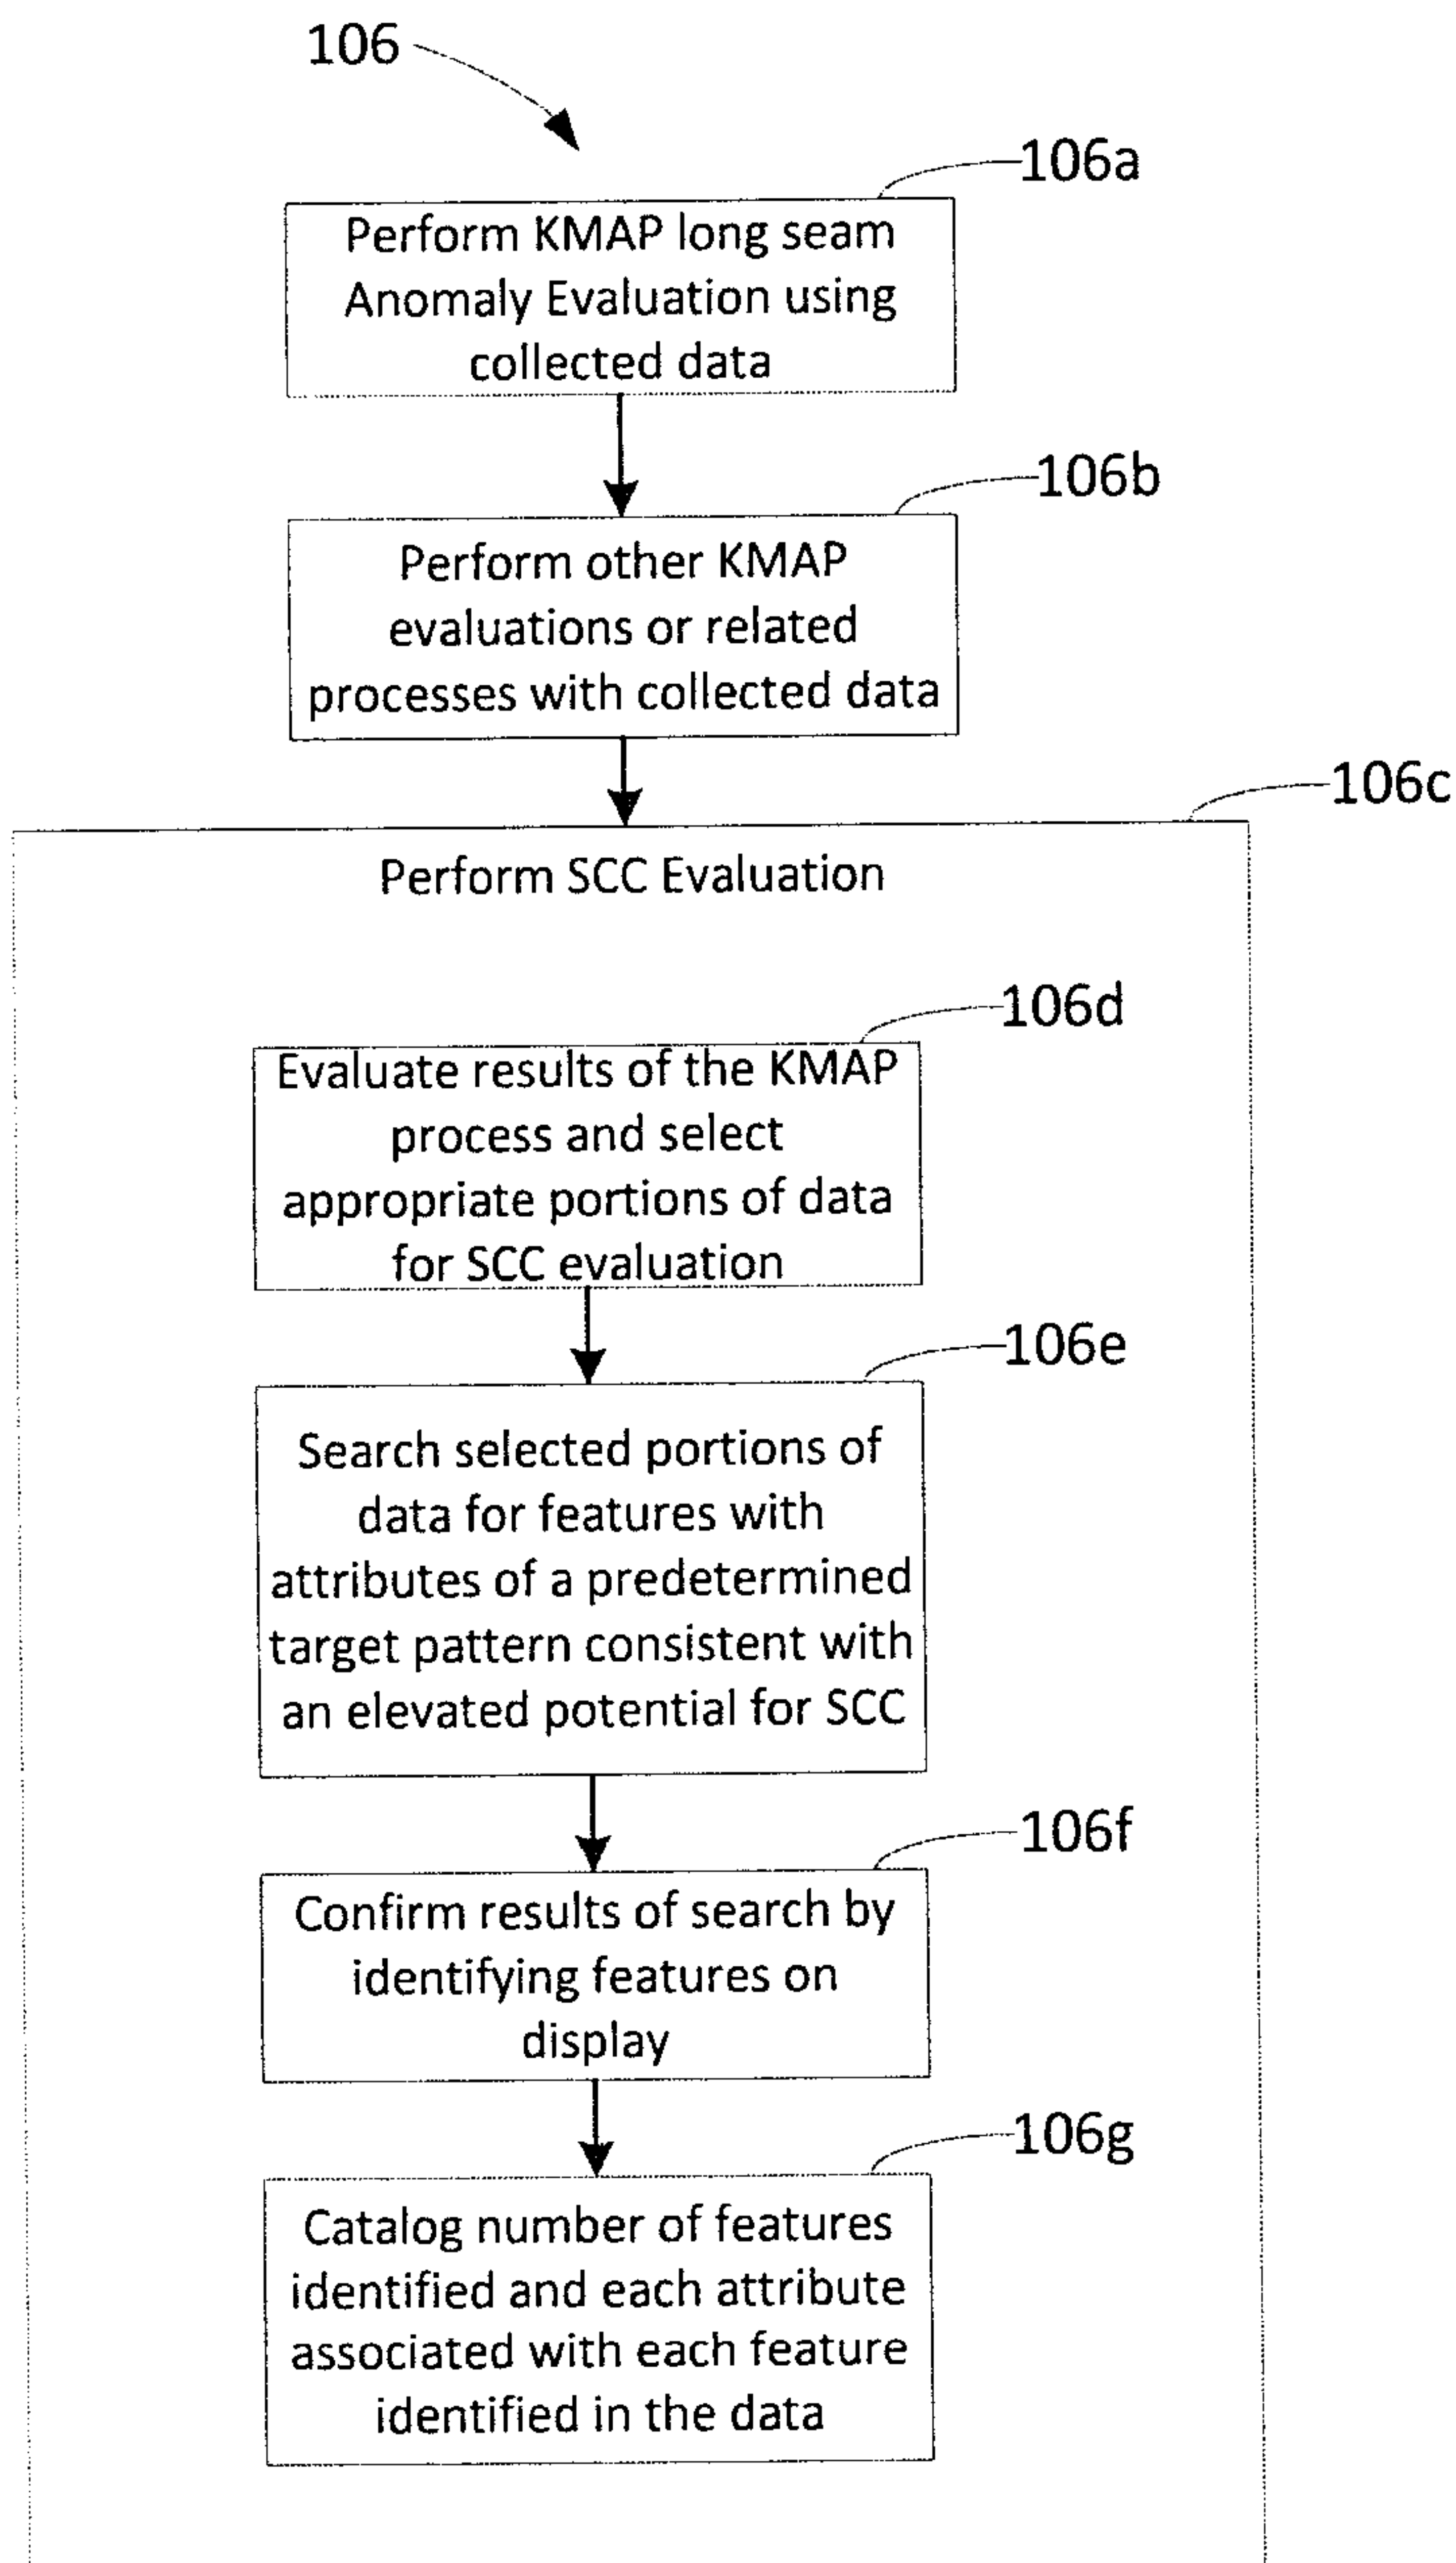 106
106a
Perform KMAP long seam
Anomaly Evaluation using
collected data
106b
Perform other KMAP
evaluations or related
processes with collected data
106c
Perform SCC Evaluation
106d
Evaluate results of the KMAP
process and select
appropriate portions of data
for SCC evaluation
106e
Search selected portions of
data for features with
attributes of a predetermined
target pattern consistent with
an elevated potential for SCC
106f
Confirm results of search by
identifying features on
display
106g
Catalog number of features
identified and each attribute
associated with each feature
identified in the data